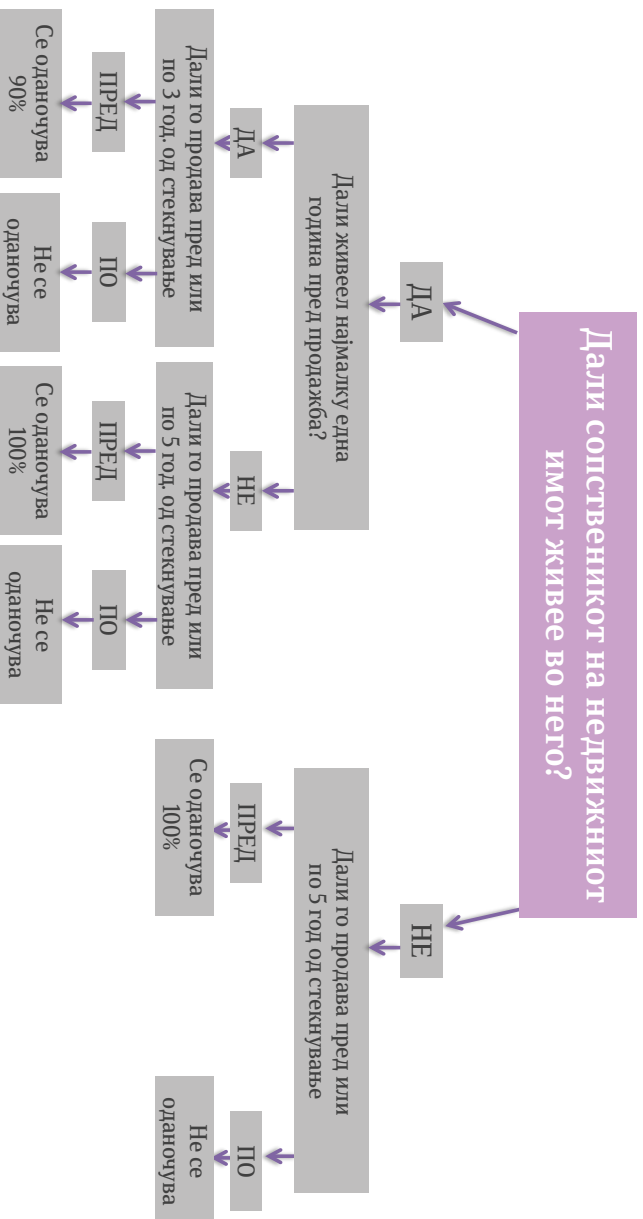 Дали сопственикот на недвижниот
имот живее во него?
ДА
НЕ
Дали живеел најмалку една
година пред продажба?
Дали го продава пред или
по 5 год од стекнување
ДА
НЕ
ПРЕД
ПО
Дали го продава пред или
по 3 год. од стекнување
Дали го продава пред или
по 5 год. од стекнување
Се оданочува
100%
Не се
оданочува
ПРЕД
ПО
ПРЕД
ПО
Се оданочува
90%
Не се
оданочува
Се оданочува
100%
Не се
оданочува